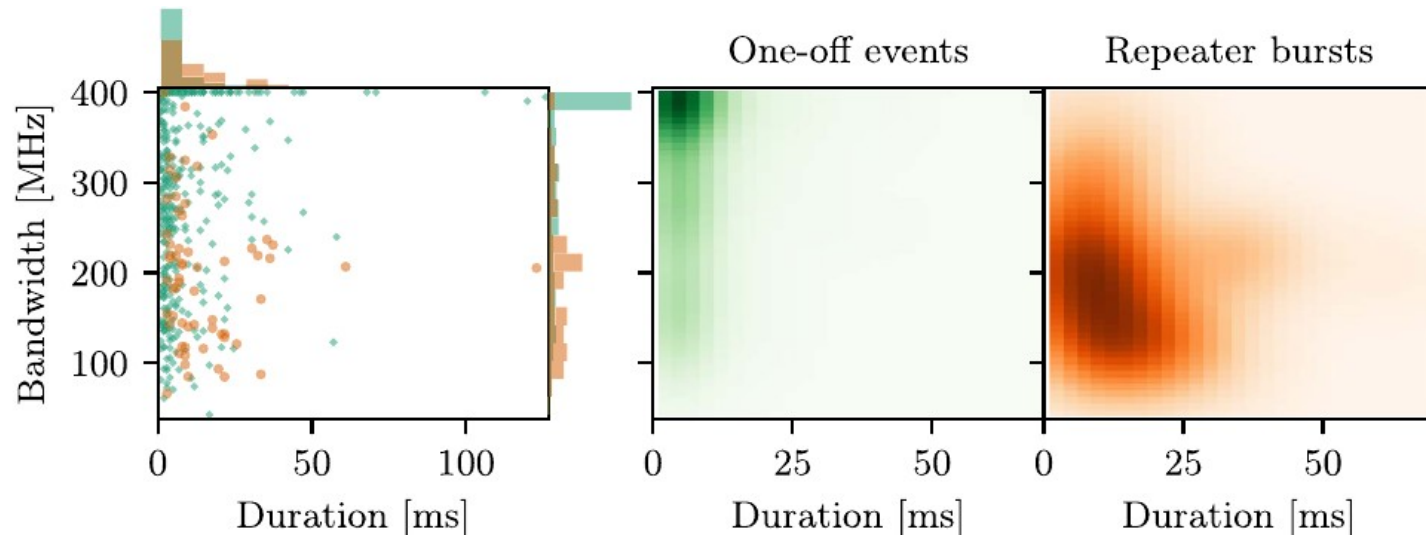 One-off events
Repeater bursts
Bandwidth [MHz]
400
300
200
100
0 50 100
0 25 50
0 25 50
Duration [ms]
Duration [ms]
Duration [ms]